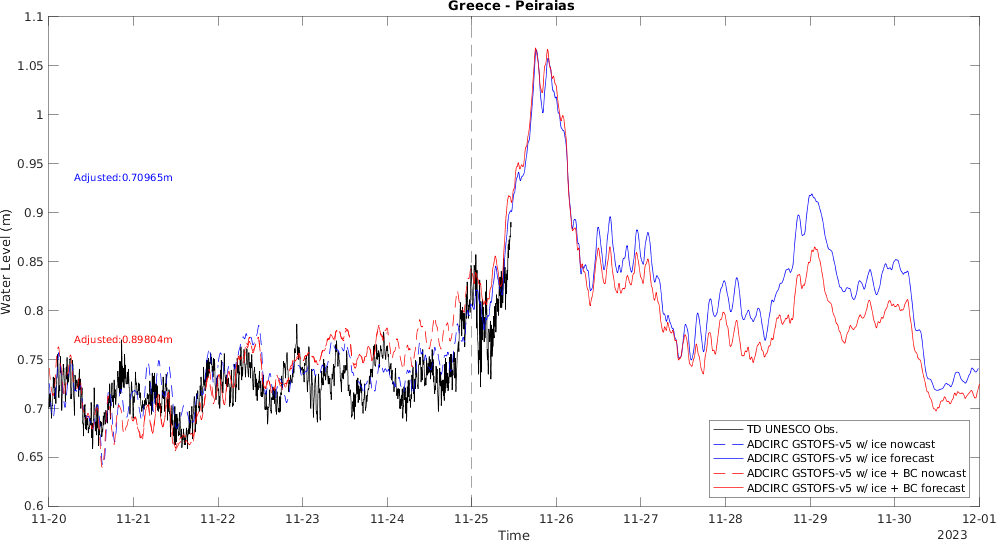 Greece - Peiraias
1.1
1.05
1
0.95
0.9
0.85
0.8
0.75
0.7
0.65
0.6
Water Level (m)
Adjusted:0.70965m
Adjusted:0.89804m
TD UNESCO Obs.
ADCIRC GSTOFS-v5 w/ ice nowcast
ADCIRC GSTOFS-v5 w/ ice forecast
ADCIRC GSTOFS-v5 w/ ice + BC nowcast
ADCIRC GSTOFS-v5 w/ ice + BC forecast
11-20 11-21 11-22 11-23 11-24 11-25 11-26 11-27 11-28 11-29 11-30 12-01
Time
2023